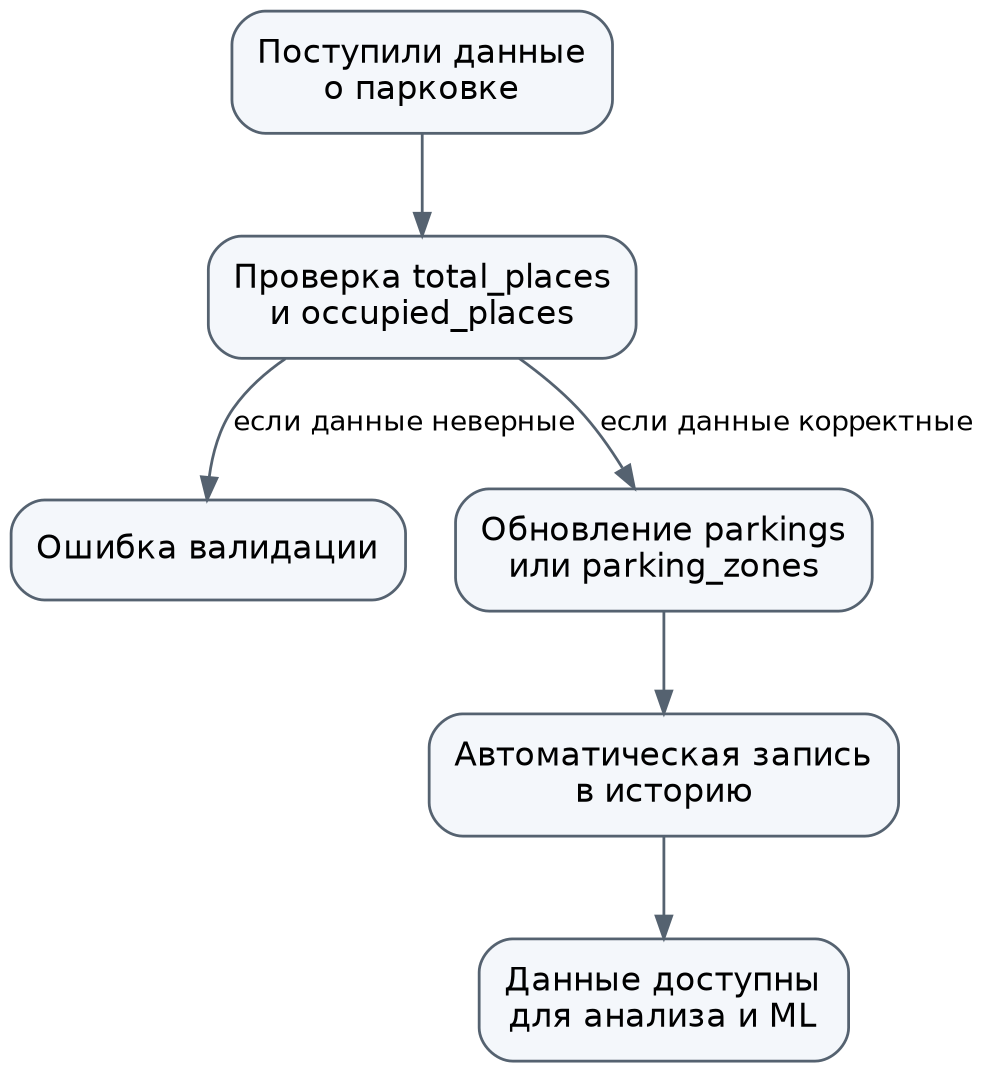 Поступили данные
о парковке
Проверка total_places
и occupied_places
если данные неверные
если данные корректные
Ошибка валидации
Обновление parkings
или parking_zones
Автоматическая запись
в историю
Данные доступны
для анализа и ML